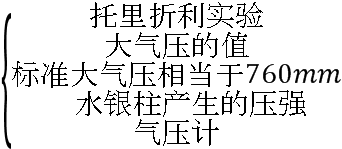 托里折利实验
大气压的值
标准大气压相当于760mm
水银柱产生的压强
气压计